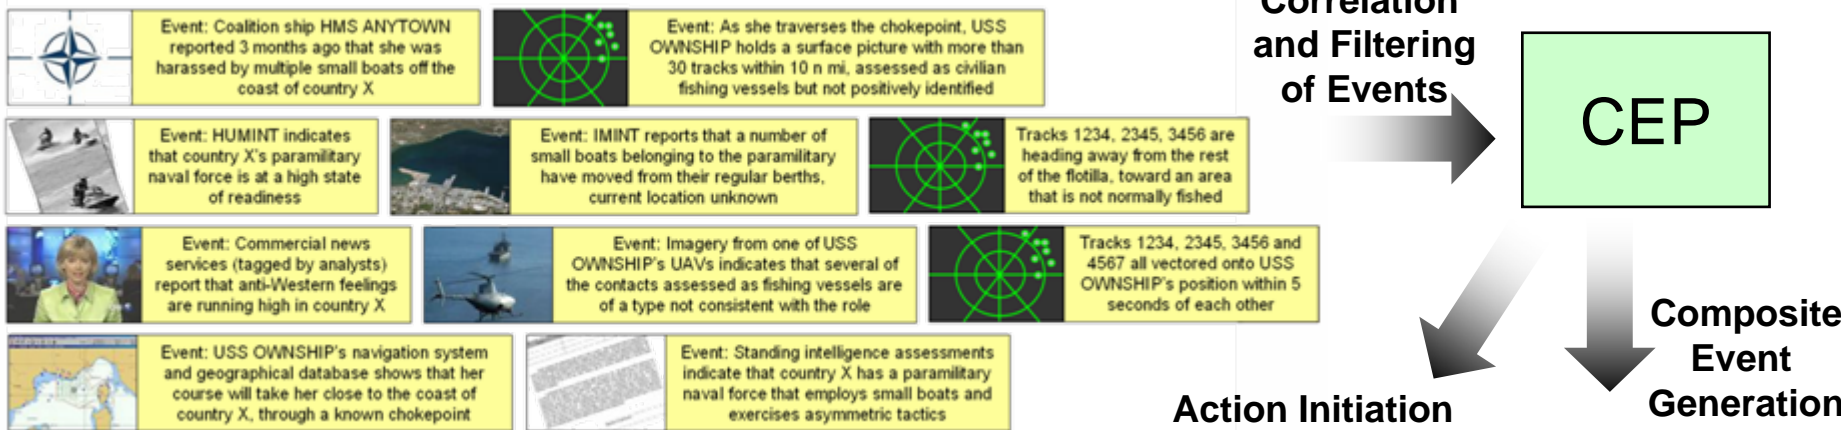 Event: Coalition ship HMS ANYTOWN
reported 3 months ago that she was
harassed by multiple small boats off the
coast of country X
Event: As she traverses the chokepoint, USS
OWNSHIP holds a surface picture with more than
30 tracks within 10 n mi, assessed as civilian
fishing vessels but not positively identified
Event: HUMINT indicates
that country X's paramilitary
naval force is at a high state
of readiness
Event: IMINT reports that a number of
small boats belonging to the paramilitary
have moved from their regular berths,
current location unknown
Tracks 1234, 2345, 3456 are
heading away from the rest
of the flotilla, toward an area
that is not normally fished
Event: Commercial news
services (tagged by analysts)
report that anti-Western feelings
are running high in country X
Event: Imagery from one of USS
OWNSHIP's UAVs indicates that several of
the contacts assessed as fishing vessels are
of a type not consistent with the role
Tracks 1234, 2345, 3456 and
4567 all vectored onto USS
OWNSHIP's position within 5
seconds of each other
Event: USS OWNSHIP's navigation system
and geographical database shows that her
course will take her close to the coast of
country X, through a known chokepoint
Event: Standing intelligence assessments
indicate that country X has a paramilitary
naval force that employs small boats and
exercises asymmetric tactics
Correlation
and Filtering
of Events
CEP
Action Initiation
Composite
Event
Generation